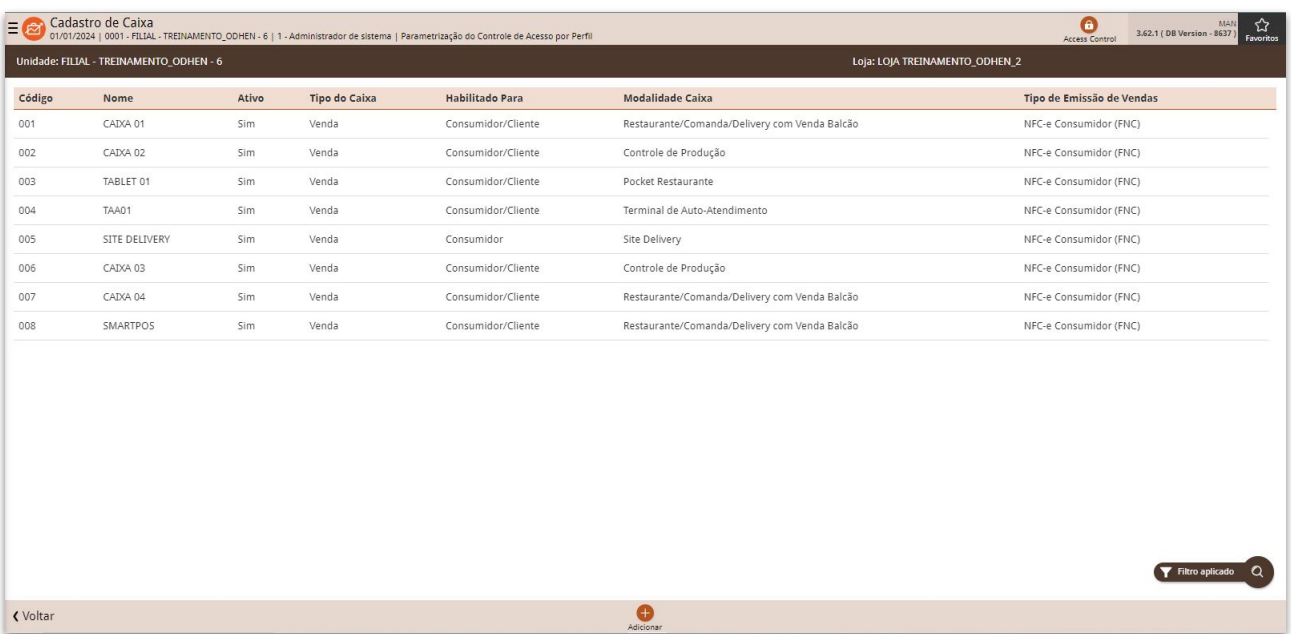 Cadastro de Caixa
01/01/2024 | 0001 - FILIAL - TREINAMENTO_ODHEN - 6 | 1 - Administrador de sistema | Parametrização do Controle de Acesso por Perfil
Access Control
MAN
3.62.1 ( DB Version - 8637 )
Favoritos
Unidade: FILIAL - TREINAMENTO_ODHEN - 6 Loja: LOJA TREINAMENTO_ODHEN_2
Código Nome Ativo Tipo do Caixa Habilitado Para Modalidade Caixa Tipo de Emissão de Vendas
001 CAIXA 01 Sim Venda Consumidor/Cliente Restaurante/Comanda/Delivery com Venda Balcão NFC-e Consumidor (FNC)
002 CAIXA 02 Sim Venda Consumidor/Cliente Controle de Produção NFC-e Consumidor (FNC)
003 TABLET 01 Sim Venda Consumidor/Cliente Pocket Restaurante NFC-e Consumidor (FNC)
004 TAA01 Sim Venda Consumidor/Cliente Terminal de Auto-Atendimento NFC-e Consumidor (FNC)
005 SITE DELIVERY Sim Venda Consumidor Site Delivery NFC-e Consumidor (FNC)
006 CAIXA 03 Sim Venda Consumidor/Cliente Controle de Produção NFC-e Consumidor (FNC)
007 CAIXA 04 Sim Venda Consumidor/Cliente Restaurante/Comanda/Delivery com Venda Balcão NFC-e Consumidor (FNC)
008 SMARTPOS Sim Venda Consumidor/Cliente Restaurante/Comanda/Delivery com Venda Balcão NFC-e Consumidor (FNC)
Filtro aplicado
Voltar
Adicionar